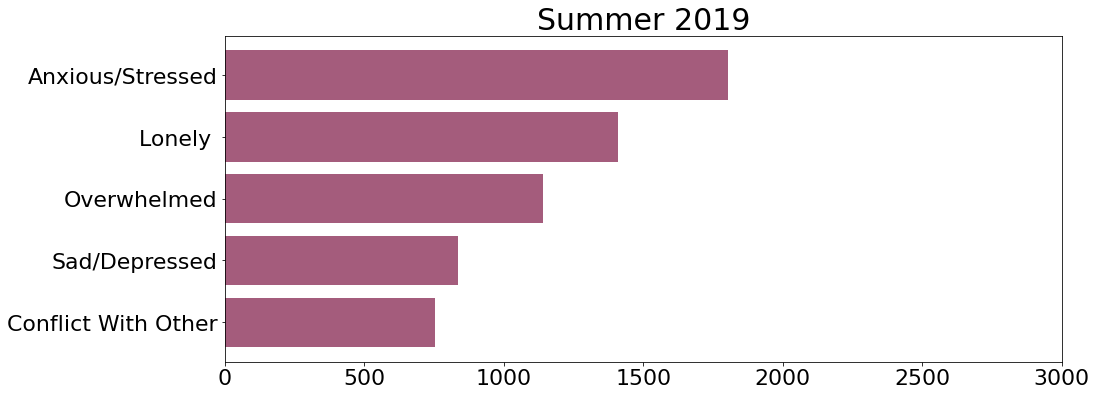 Summer 2019
Anxious/Stressed
Lonely
Overwhelmed
Sad/Depressed
Conflict With Other
0 500 1000 1500 2000 2500 3000